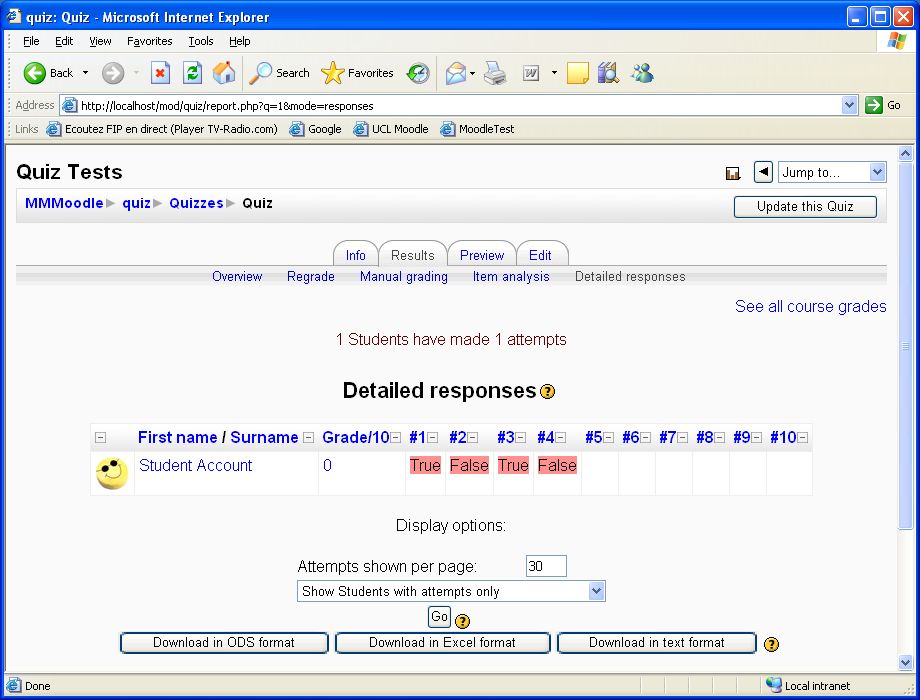 quiz: Quiz - Microsoft Internet Explorer
File Edit View Favorites Tools Help
Back Search Favorites
Address http://localhost/mod/quiz/report.php?q=1&mode=responses Go
Links Ecoutez FIP en direct (Player TV-Radio.com) Google UCL Moodle MoodleTest
Quiz Tests Jump to...
MMMoodle ► quiz ► Quizzes ► Quiz Update this Quiz
Info Results Preview Edit
Overview Regrade Manual grading Item analysis Detailed responses
See all course grades
1 Students have made 1 attempts
Detailed responses ?
First name / Surname Grade/10 #1 #2 #3 #4 #5 #6 #7 #8 #9 #10
Student Account 0 True False True False
Display options:
Attempts shown per page: 30
Show Students with attempts only
Go ?
Download in ODS format Download in Excel format Download in text format ?
Done Local intranet